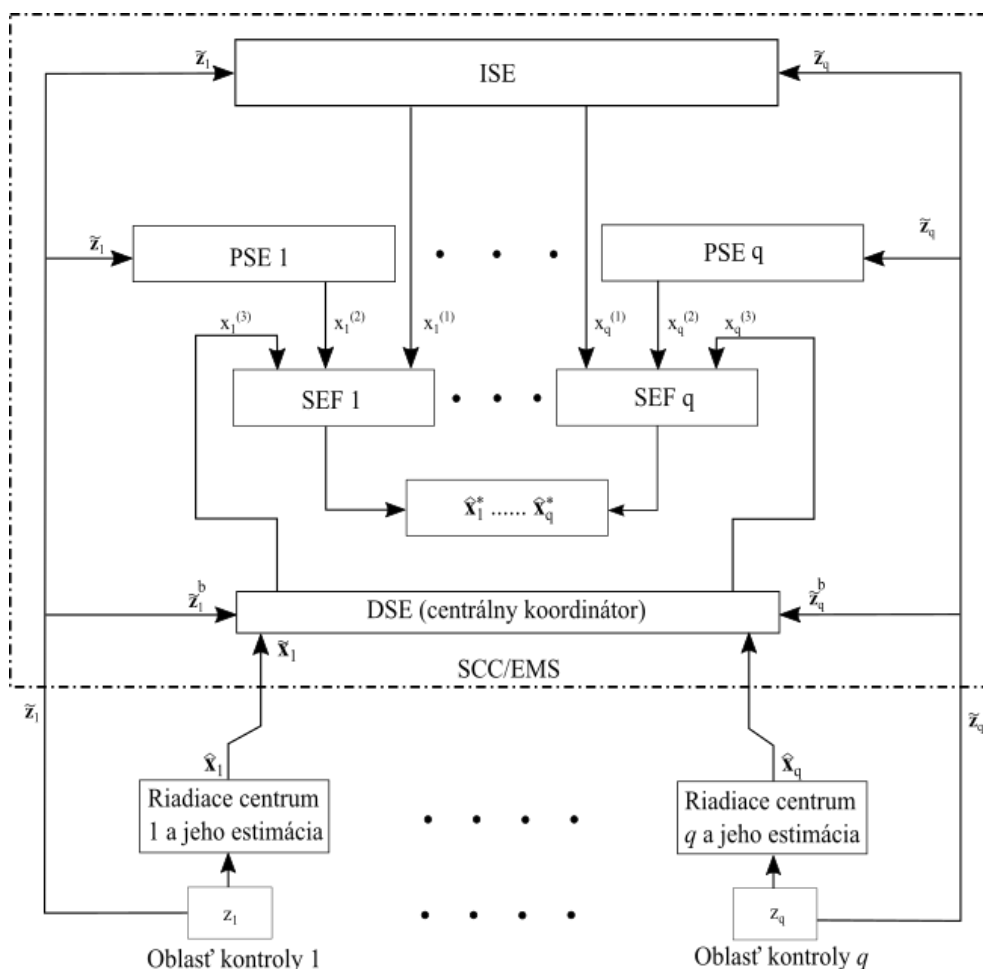 z̃₁
ISE
z̃q
z̃₁
PSE 1
PSE q
z̃q
x₁⁽³⁾
x₁⁽²⁾
x₁⁽¹⁾
xq⁽¹⁾
xq⁽²⁾
xq⁽³⁾
SEF 1
SEF q
x̂₁* ...... x̂q*
z̃₁ᵇ
DSE (centrálny koordinátor)
z̃qᵇ
x̃₁
SCC/EMS
z̃₁
z̃q
x̂₁
x̂q
Riadiace centrum
1 a jeho estimácia
Riadiace centrum
q a jeho estimácia
z₁
zq
Oblasť kontroly 1
Oblasť kontroly q